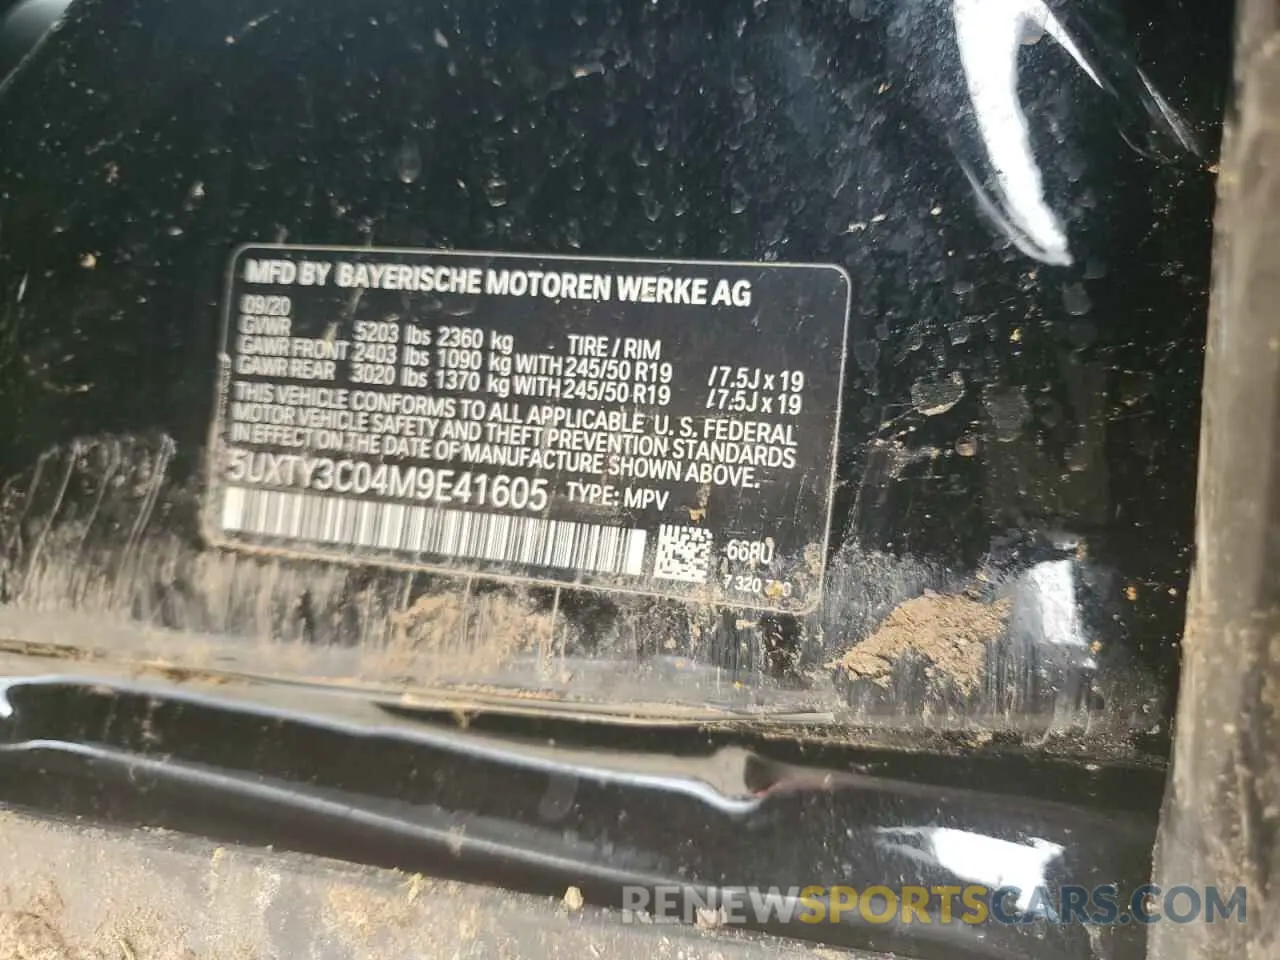 MFD BY BAYERISCHE MOTOREN WERKE AG
09/20
GVWR 5203 lbs 2360 kg TIRE / RIM
GAWR FRONT 2403 lbs 1090 kg WITH 245/50 R19 /7.5J x 19
GAWR REAR 3020 lbs 1370 kg WITH 245/50 R19 /7.5J x 19
THIS VEHICLE CONFORMS TO ALL APPLICABLE U. S. FEDERAL
MOTOR VEHICLE SAFETY AND THEFT PREVENTION STANDARDS
IN EFFECT ON THE DATE OF MANUFACTURE SHOWN ABOVE.
5UXTY3C04M9E41605 TYPE: MPV
668U
7 320
RENEWSPORTSCARS.COM